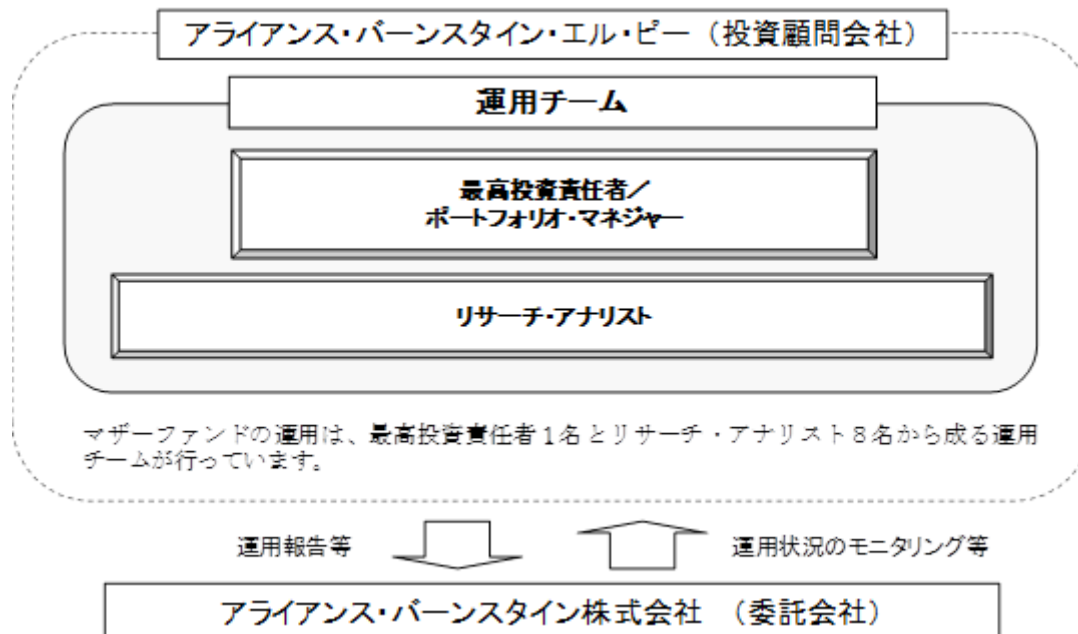 アライアンス・バーンスタイン・エル・ピー（投資顧問会社）
運用チーム
最高投資責任者／
ポートフォリオ・マネジャー
リサーチ・アナリスト
マザーファンドの運用は、最高投資責任者１名とリサーチ・アナリスト８名から成る運用
チームが行っています。
運用報告等
運用状況のモニタリング等
アライアンス・バーンスタイン株式会社　（委託会社）